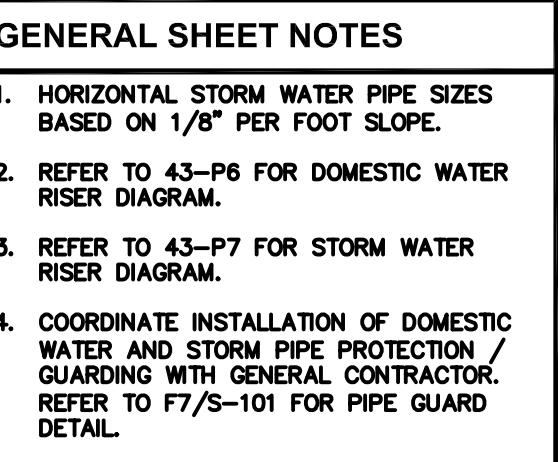 GENERAL SHEET NOTES
1. HORIZONTAL STORM WATER PIPE SIZES
BASED ON 1/8" PER FOOT SLOPE.
2. REFER TO 43-P6 FOR DOMESTIC WATER
RISER DIAGRAM.
3. REFER TO 43-P7 FOR STORM WATER
RISER DIAGRAM.
4. COORDINATE INSTALLATION OF DOMESTIC
WATER AND STORM PIPE PROTECTION /
GUARDING WITH GENERAL CONTRACTOR.
REFER TO F7/S-101 FOR PIPE GUARD
DETAIL.